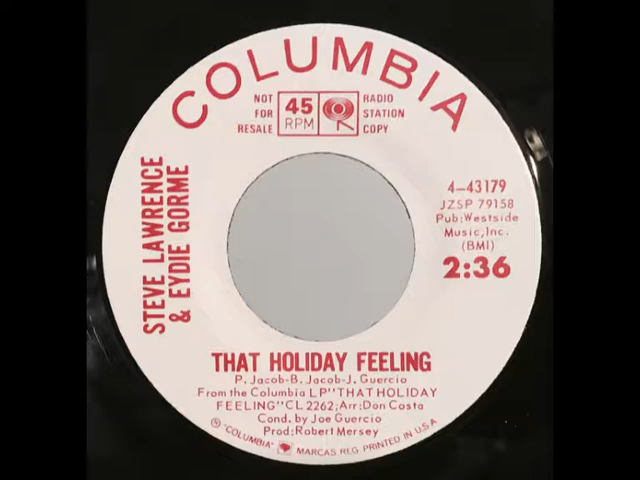 COLUMBIA
NOT
FOR
RESALE
45
RPM
RADIO
STATION
COPY
STEVE LAWRENCE
& EYDIE GORME
4-43179
JZSP 79158
Pub: Westside
Music, Inc.
(BMI)
2:36
THAT HOLIDAY FEELING
P. Jacob-B. Jacob-J. Guercio
From the Columbia LP "THAT HOLIDAY
FEELING" CL 2262; Arr: Don Costa
Cond. by Joe Guercio
Prod: Robert Mersey
Ⓟ "COLUMBIA" MARCAS REG. PRINTED IN U.S.A